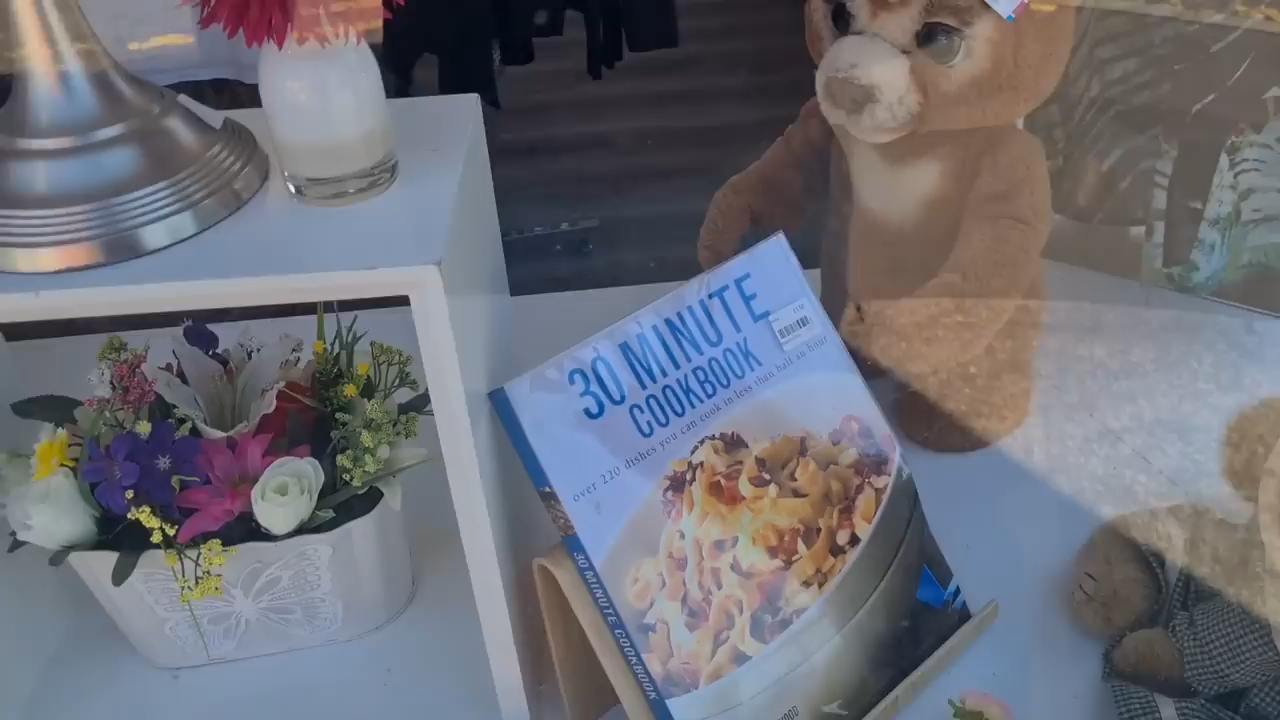 30 MINUTE
COOKBOOK
over 220 dishes you can cook in less than half an hour
30 MINUTE COOKBOOK